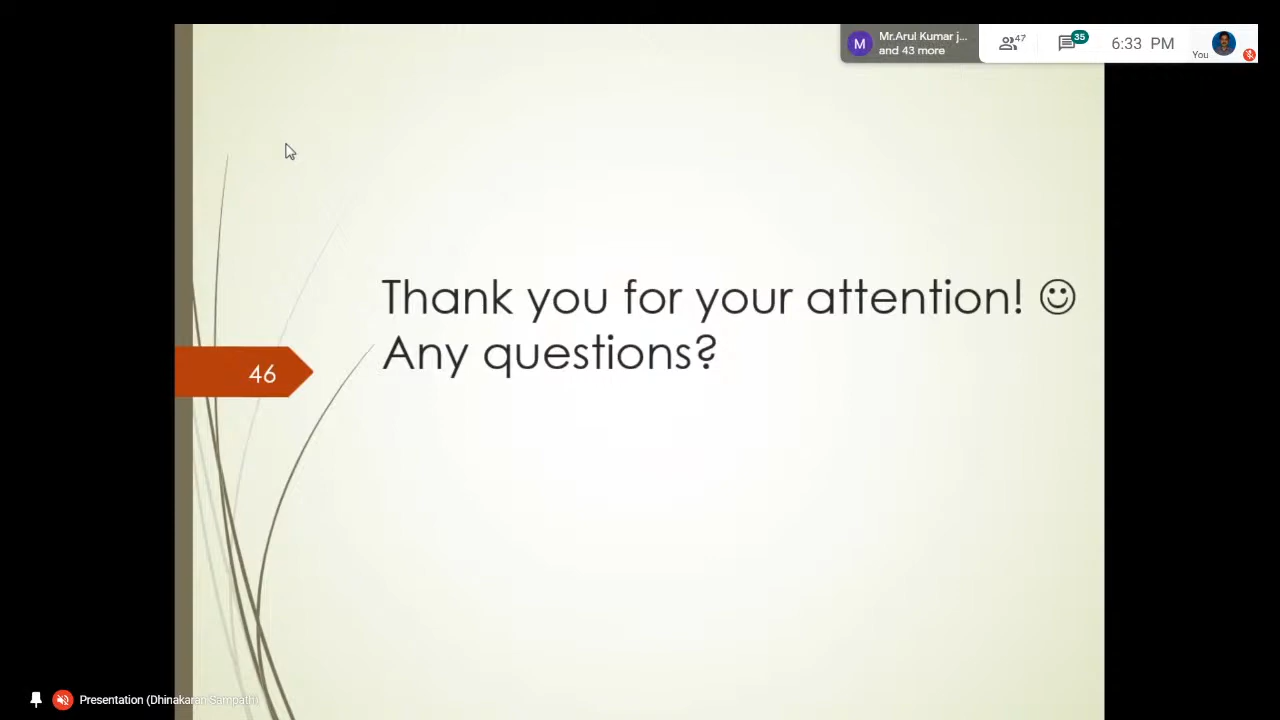 Mr.Arul Kumar j...
and 43 more
M
47
35
6:33 PM
You
Thank you for your attention! ☺
Any questions?
46
Presentation (Dhinakaran Sampath)